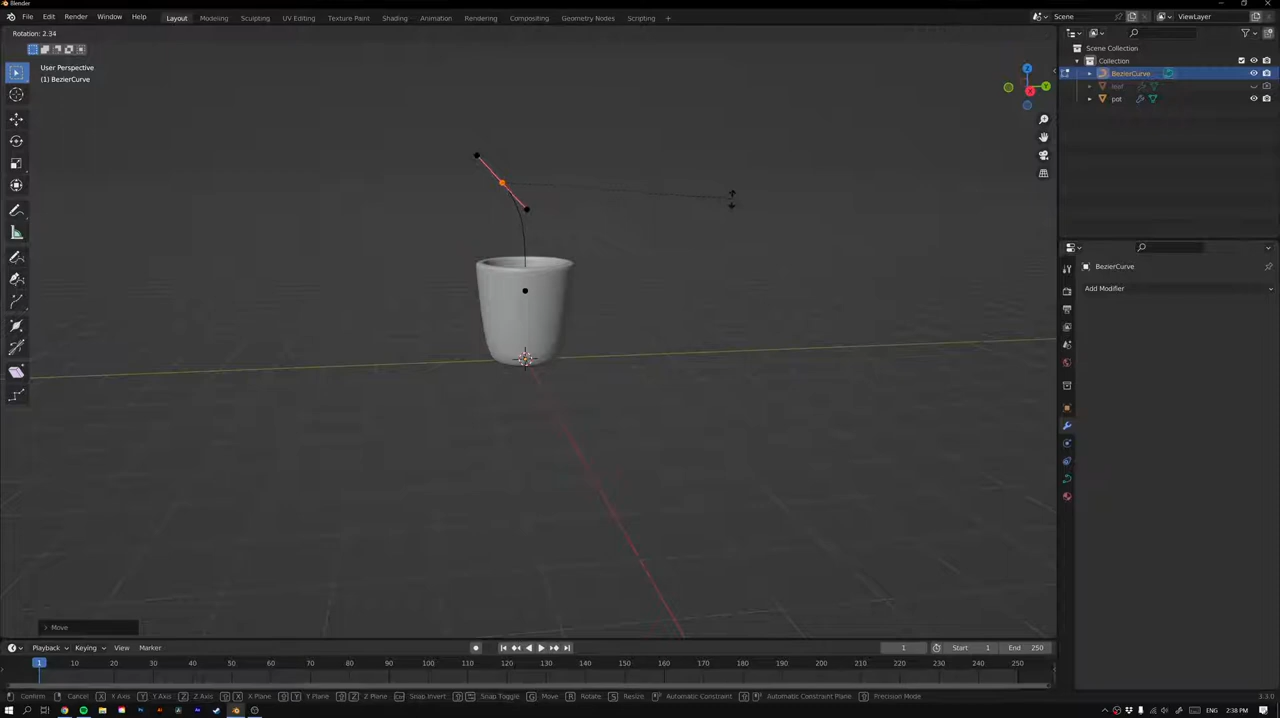 Blender
File Edit Render Window Help Layout Modeling Sculpting UV Editing Texture Paint Shading Animation Rendering Compositing Geometry Nodes Scripting + Scene ViewLayer
Rotation: 2.34
User Perspective
(1) BezierCurve
Z
Y
X
Scene Collection
Collection
BezierCurve
leaf
pot
BezierCurve
Add Modifier
Move
Playback Keying View Marker 1 Start 1 End 250
1 10 20 30 40 50 60 70 80 90 100 110 120 130 140 150 160 170 180 190 200 210 220 230 240 250
Confirm Cancel X X Axis Y Y Axis Z Z Axis X X Plane Y Y Plane Z Z Plane Snap Invert Snap Toggle G Move R Rotate S Resize Automatic Constraint Automatic Constraint Plane Precision Mode 3.3.0
ENG 2:38 PM